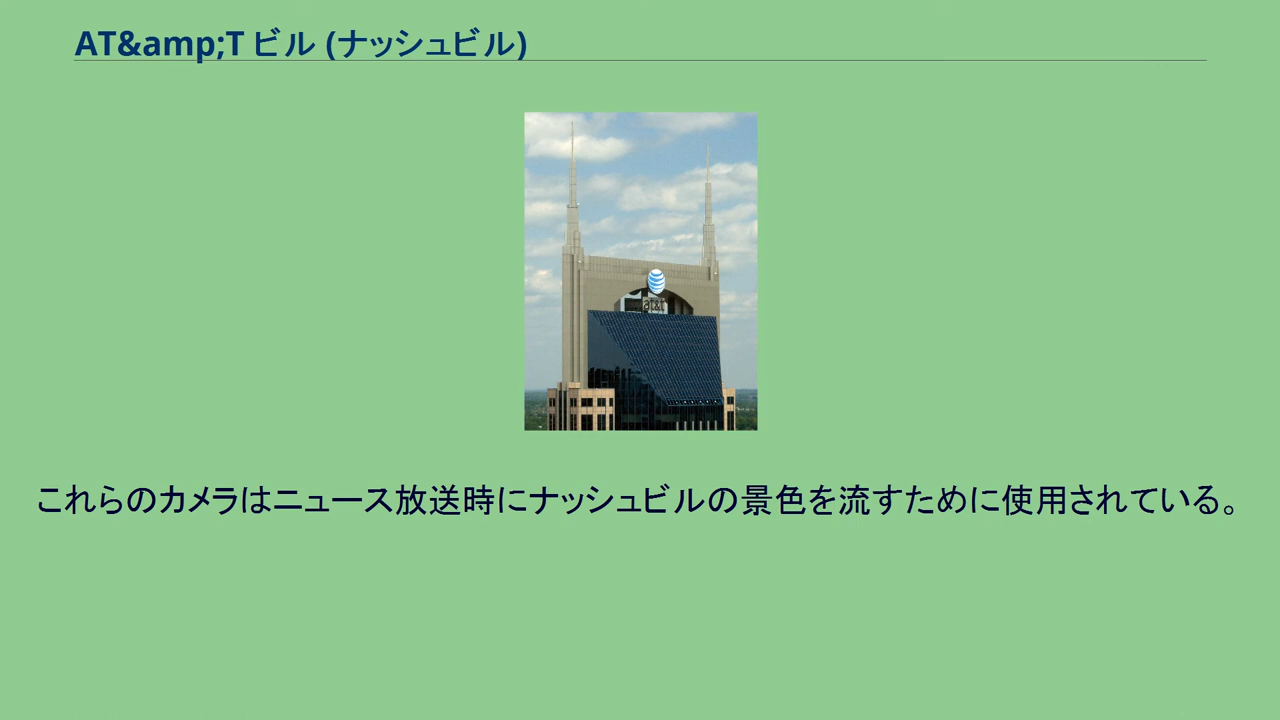 AT&amp;T ビル (ナッシュビル)
at&t
これらのカメラはニュース放送時にナッシュビルの景色を流すために使用されている。